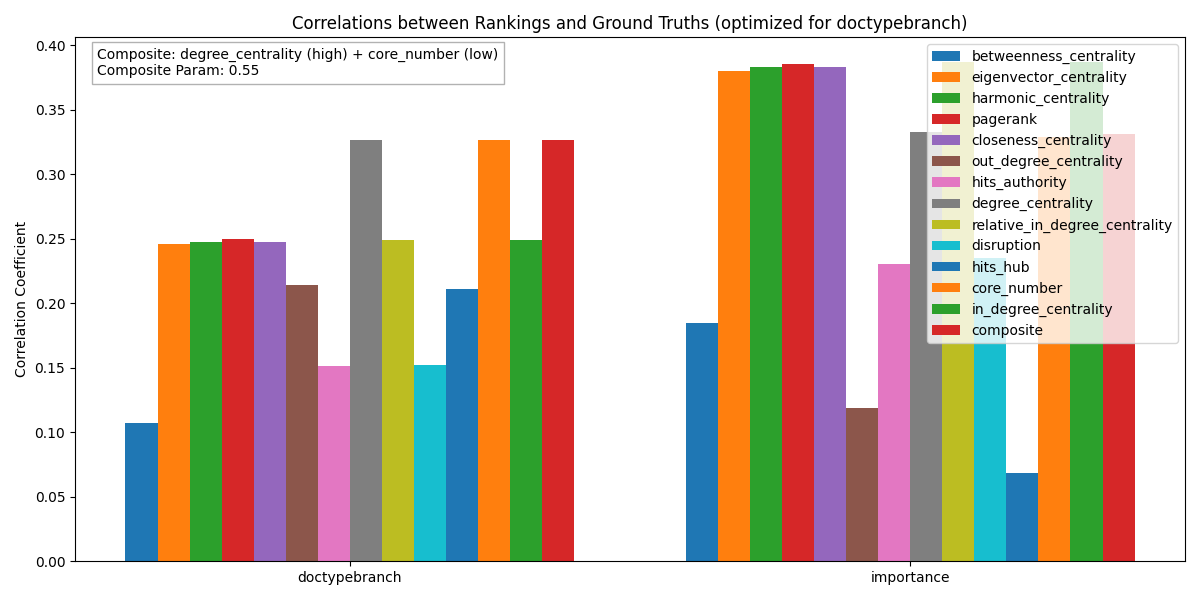 Correlations between Rankings and Ground Truths (optimized for doctypebranch)
Composite: degree_centrality (high) + core_number (low)
Composite Param: 0.55
betweenness_centrality
eigenvector_centrality
harmonic_centrality
pagerank
closeness_centrality
out_degree_centrality
hits_authority
degree_centrality
relative_in_degree_centrality
disruption
hits_hub
core_number
in_degree_centrality
composite
Correlation Coefficient
0.40
0.35
0.30
0.25
0.20
0.15
0.10
0.05
0.00
doctypebranch
importance